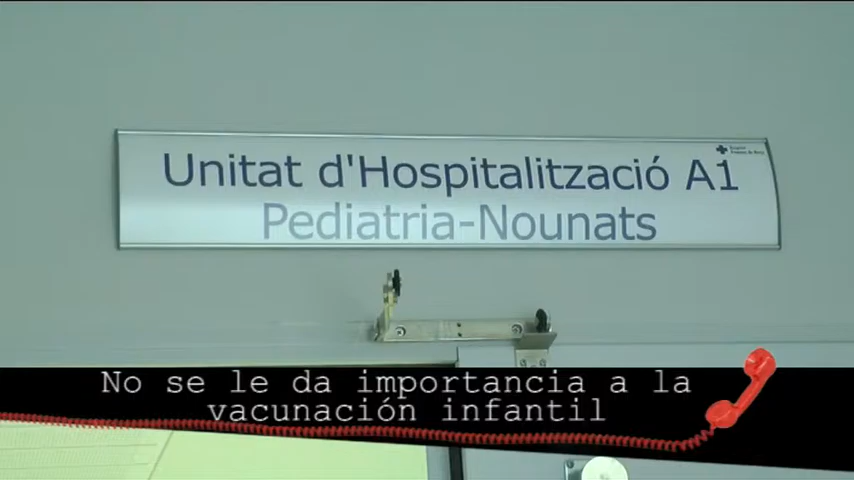 Unitat d'Hospitalització A1
Pediatria-Nounats
No se le da importancia a la
vacunación infantil